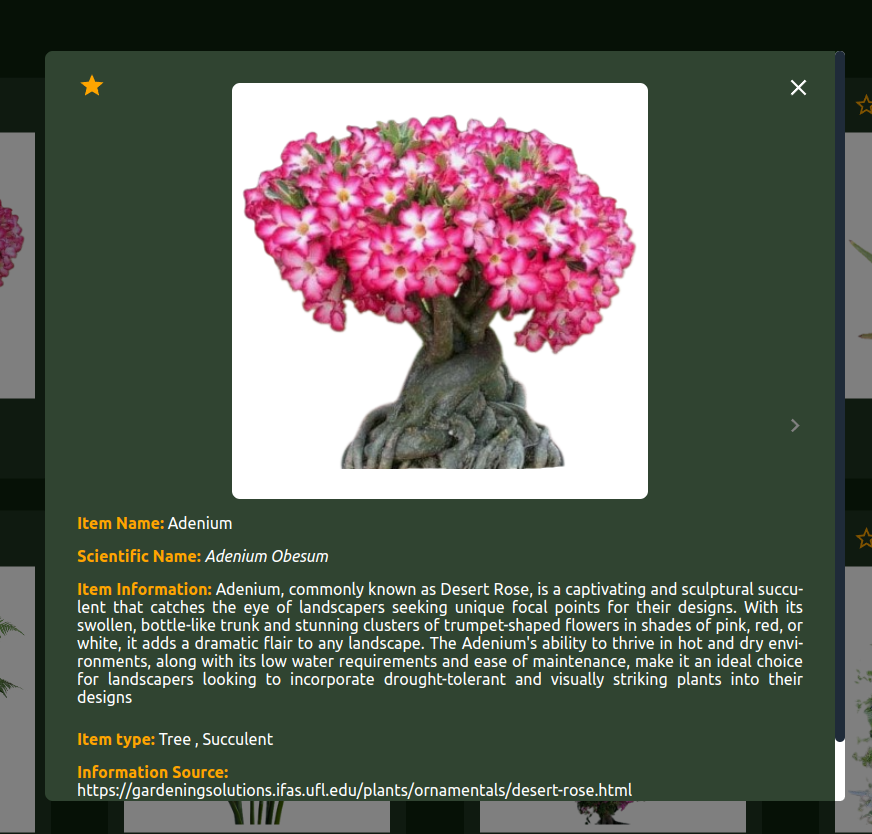 Item Name: Adenium
Scientific Name: Adenium Obesum
Item Information: Adenium, commonly known as Desert Rose, is a captivating and sculptural succu-
lent that catches the eye of landscapers seeking unique focal points for their designs. With its
swollen, bottle-like trunk and stunning clusters of trumpet-shaped flowers in shades of pink, red, or
white, it adds a dramatic flair to any landscape. The Adenium's ability to thrive in hot and dry envi-
ronments, along with its low water requirements and ease of maintenance, make it an ideal choice
for landscapers looking to incorporate drought-tolerant and visually striking plants into their
designs
Item type: Tree , Succulent
Information Source:
https://gardeningsolutions.ifas.ufl.edu/plants/ornamentals/desert-rose.html